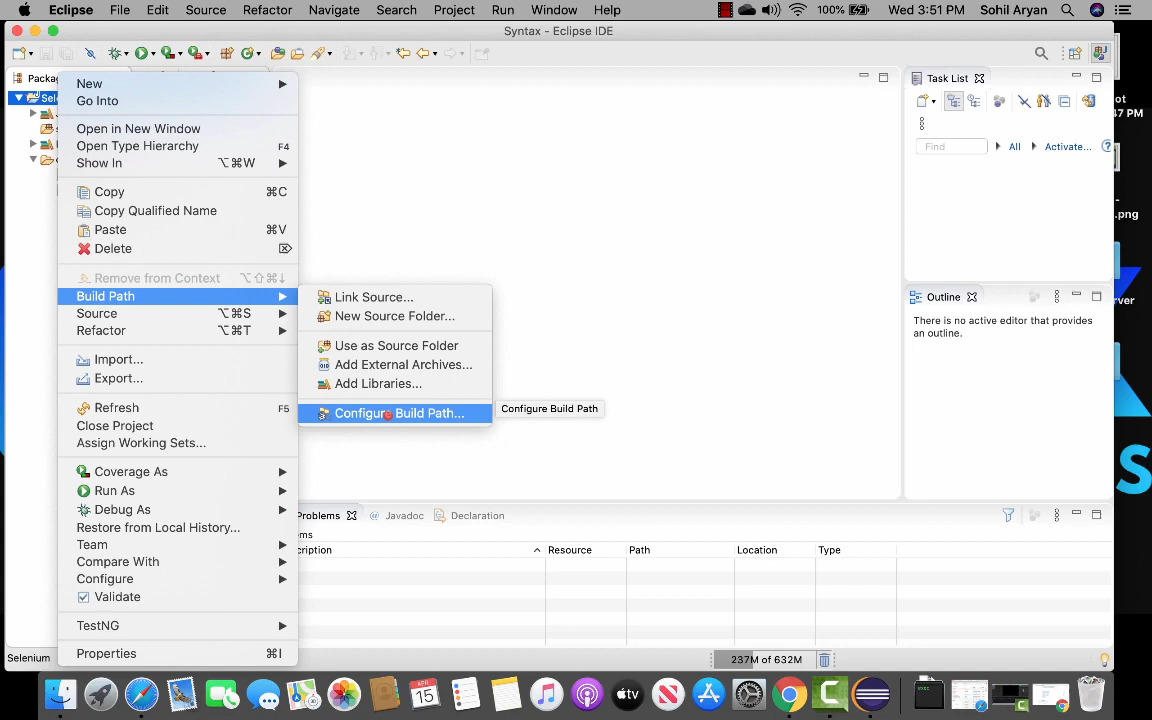 Eclipse File Edit Source Refactor Navigate Search Project Run Window Help 100% Wed 3:51 PM Sohil Aryan
Syntax - Eclipse IDE
Task List
Find All Activate...
Outline
There is no active editor that provides
an outline.
New
Go Into
Open in New Window
Open Type Hierarchy F4
Show In ⌥⌘W
Copy ⌘C
Copy Qualified Name
Paste ⌘V
Delete ⌦
Remove from Context ⌥⇧⌘↓
Build Path
Source ⌥⌘S
Refactor ⌥⌘T
Import...
Export...
Refresh F5
Close Project
Assign Working Sets...
Coverage As
Run As
Debug As
Restore from Local History...
Team
Compare With
Configure
Validate
TestNG
Properties ⌘I
Link Source...
New Source Folder...
Use as Source Folder
Add External Archives...
Add Libraries...
Configure Build Path...
Configure Build Path
Problems Javadoc Declaration
Resource Path Location Type
Selenium
237M of 632M
47 PM
.png
APR
15
tv